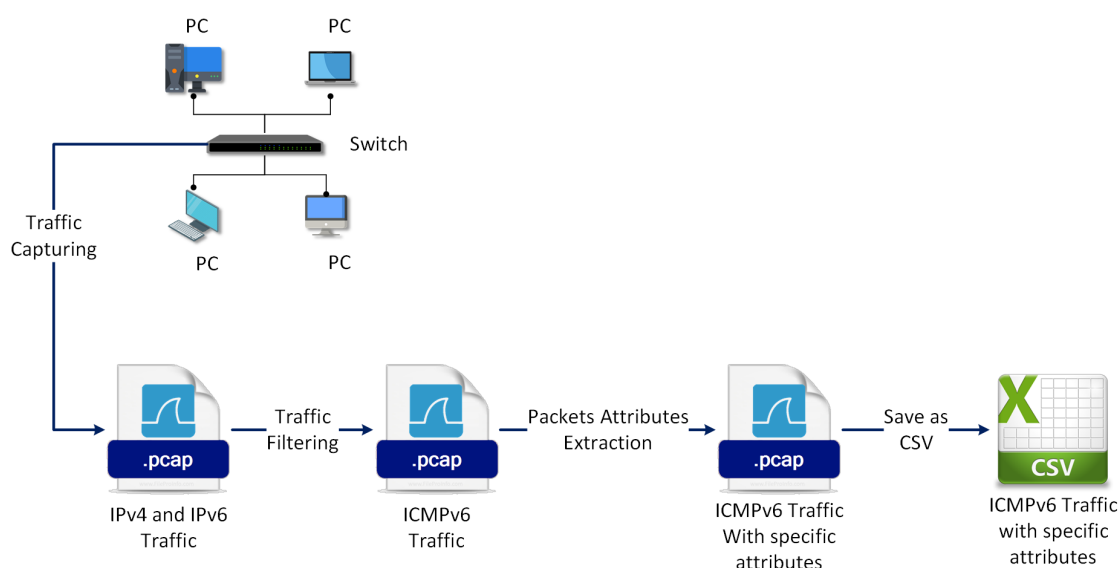 PC
PC
Switch
Traffic
Capturing
PC
PC
.pcap
IPv4 and IPv6
Traffic
Traffic
Filtering
.pcap
ICMPv6
Traffic
Packets Attributes
Extraction
.pcap
ICMPv6 Traffic
With specific
attributes
Save as
CSV
X
CSV
ICMPv6 Traffic
with specific
attributes